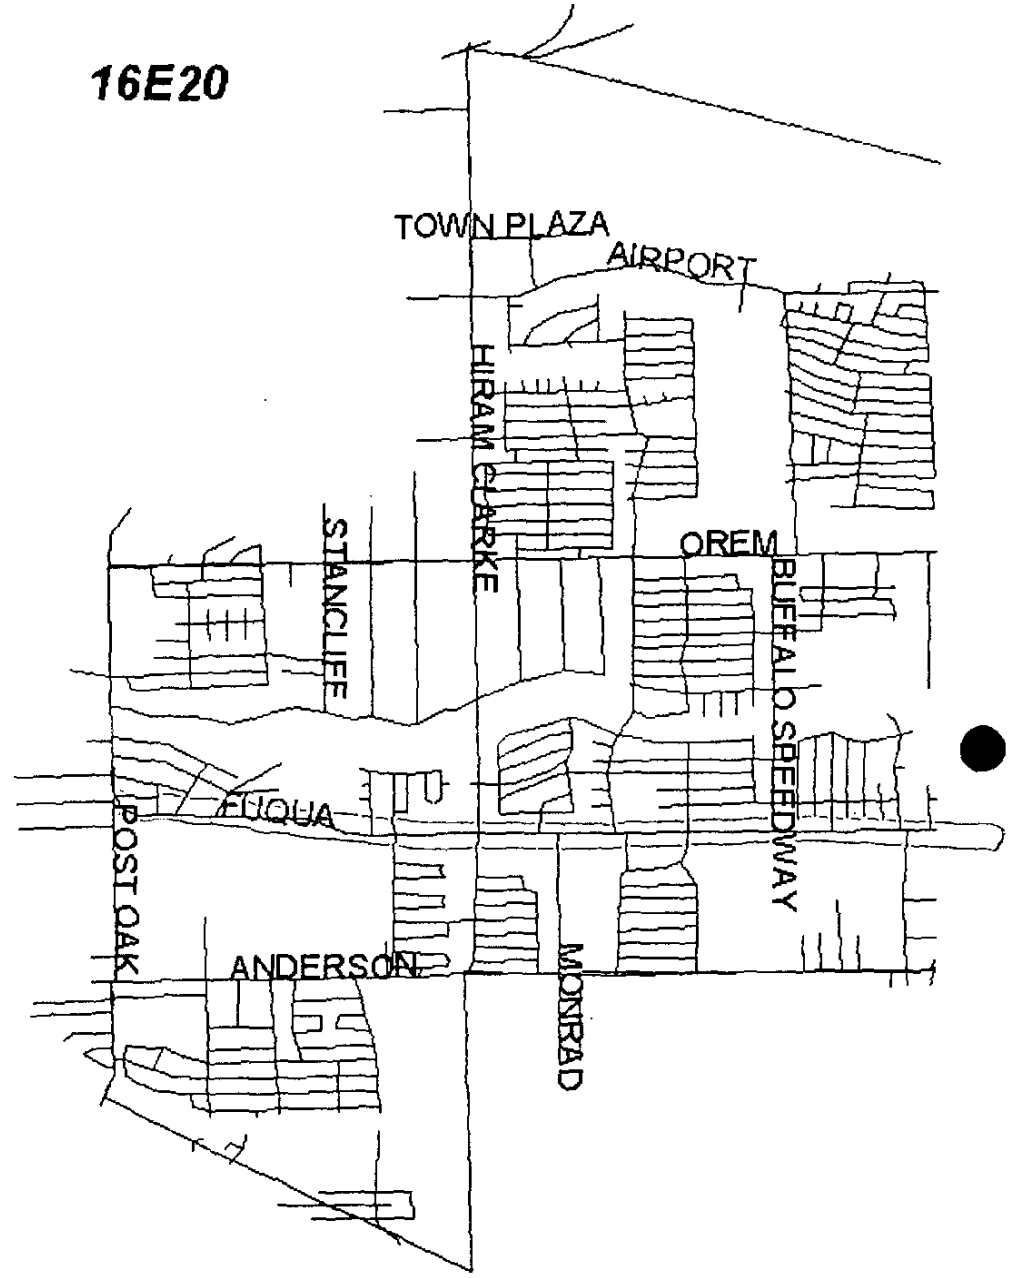 16E20
TOWN PLAZA
AIRPORT
HIRAM CLARKE
STANCLIFF
OREM
BUFFALO SPEEDWAY
FUQUA
POST OAK
ANDERSON
MONRAD